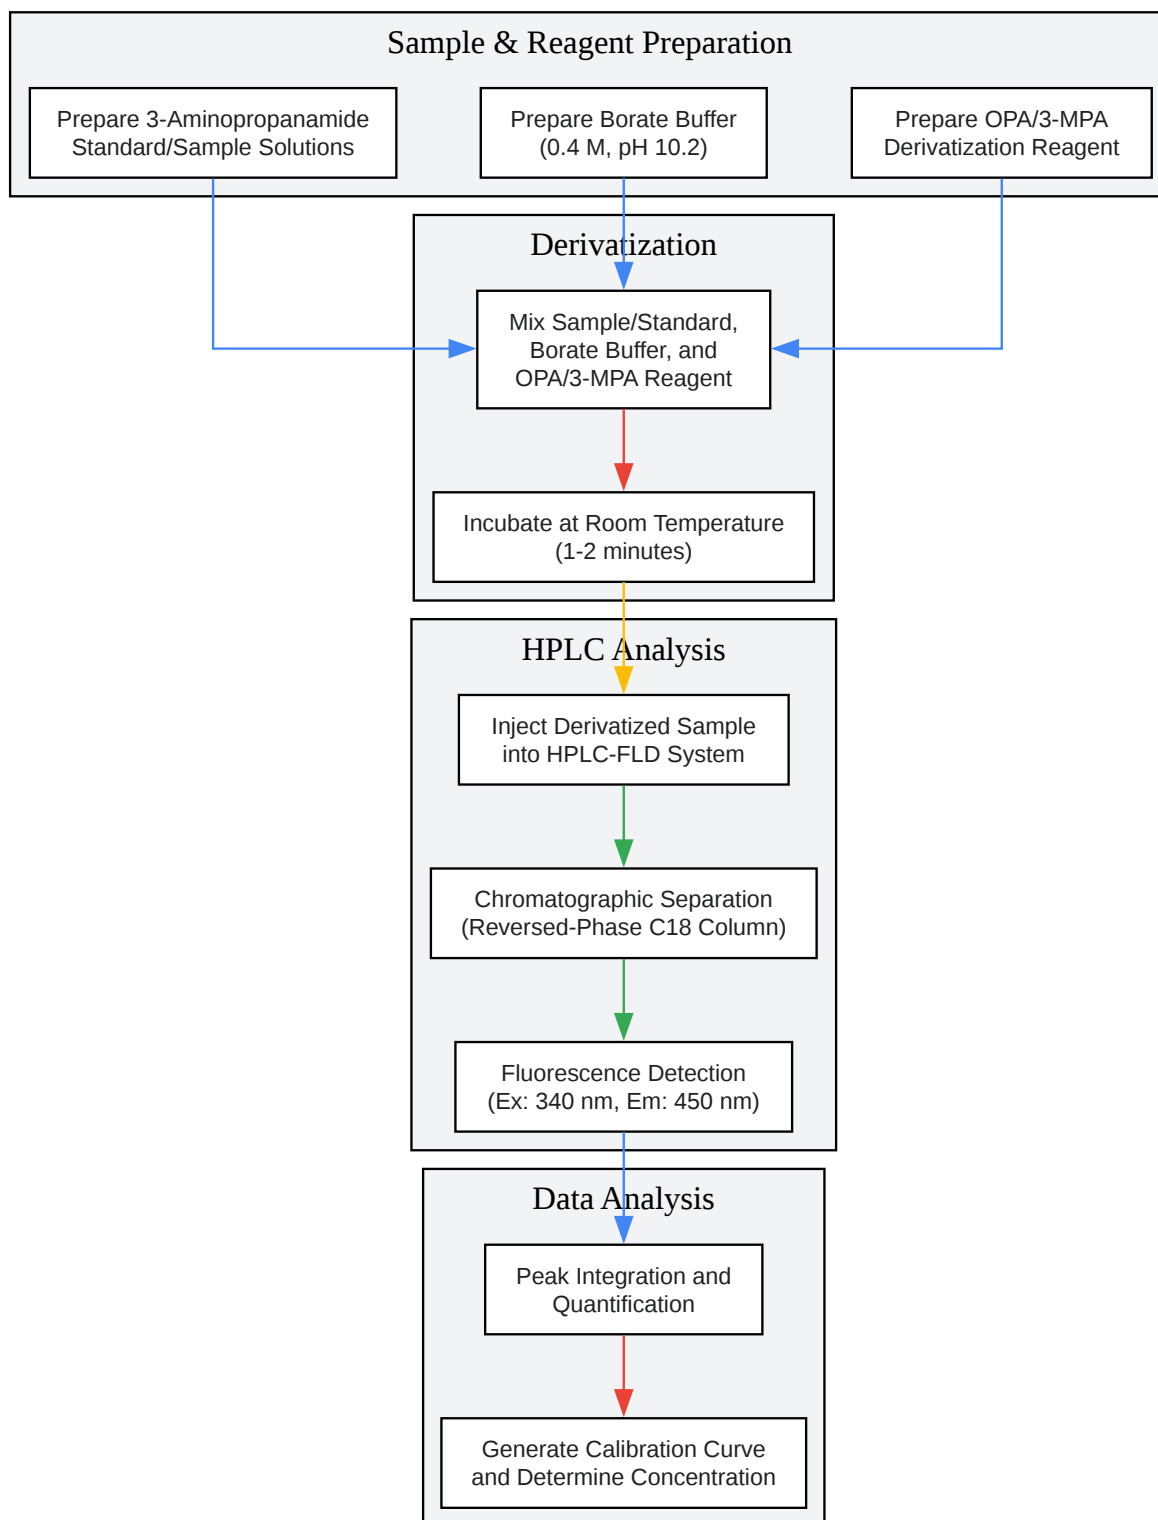 Sample & Reagent Preparation
Prepare 3-Aminopropanamide
Standard/Sample Solutions
Prepare Borate Buffer
(0.4 M, pH 10.2)
Prepare OPA/3-MPA
Derivatization Reagent
Derivatization
Mix Sample/Standard,
Borate Buffer, and
OPA/3-MPA Reagent
Incubate at Room Temperature
(1-2 minutes)
HPLC Analysis
Inject Derivatized Sample
into HPLC-FLD System
Chromatographic Separation
(Reversed-Phase C18 Column)
Fluorescence Detection
(Ex: 340 nm, Em: 450 nm)
Data Analysis
Peak Integration and
Quantification
Generate Calibration Curve
and Determine Concentration